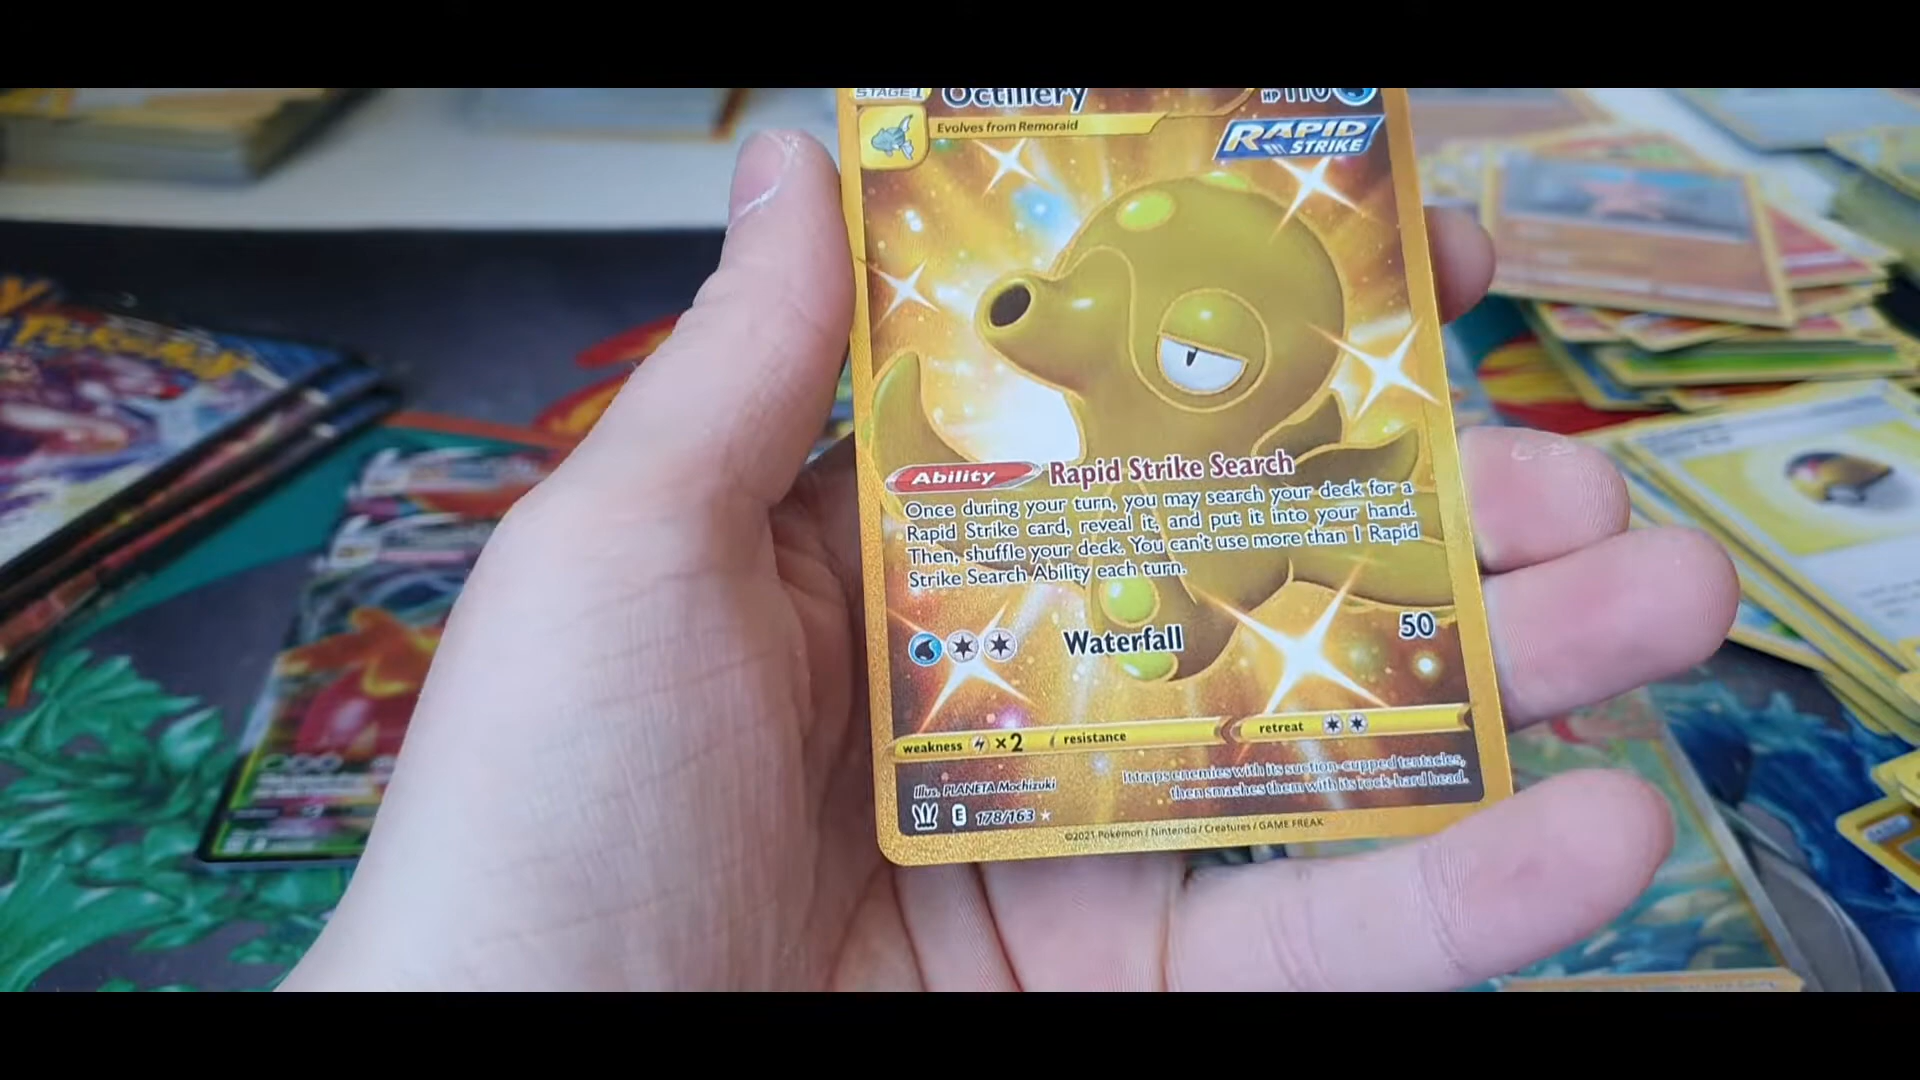 STAGE 1 Octillery HP 110
Evolves from Remoraid
RAPID
STRIKE
Ability Rapid Strike Search
Once during your turn, you may search your deck for a
Rapid Strike card, reveal it, and put it into your hand.
Then, shuffle your deck. You can't use more than 1 Rapid
Strike Search Ability each turn.
Waterfall 50
weakness ×2 resistance retreat
It traps enemies with its suction-cupped tentacles,
then smashes them with its rock-hard head.
Illus. PLANETA Mochizuki
E 178/163
©2021 Pokémon / Nintendo / Creatures / GAME FREAK